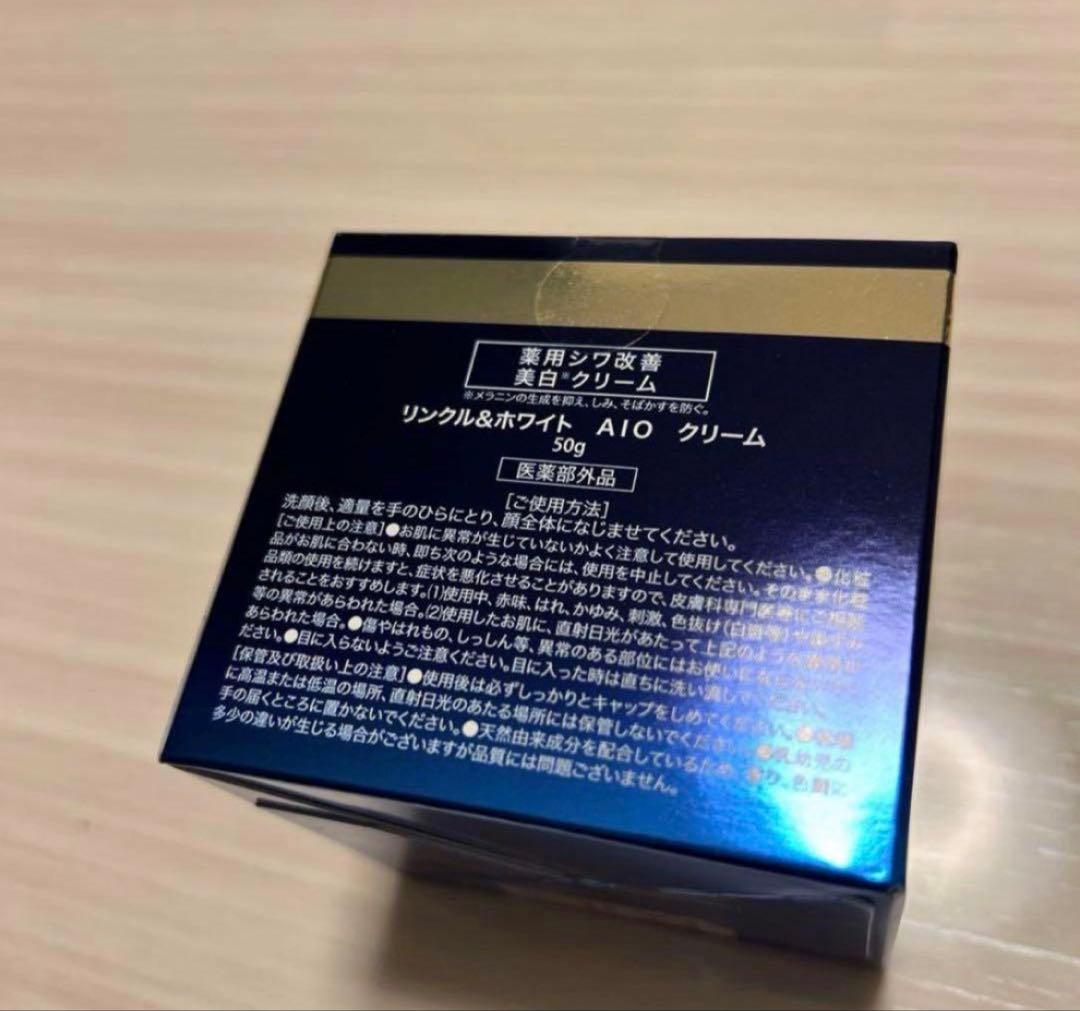 薬用シワ改善
美白※クリーム
※メラニンの生成を抑え、しみ、そばかすを防ぐ。
リンクル&ホワイト AIO クリーム
50g
医薬部外品
[ご使用方法]
洗顔後、適量を手のひらにとり、顔全体になじませてください。
[ご使用上の注意]●お肌に異常が生じていないかよく注意して使用してください。●化粧
品がお肌に合わない時、即ち次のような場合には、使用を中止してください。そのまま化粧
品類の使用を続けますと、症状を悪化させることがありますので、皮膚科専門医等にご相談
されることをおすすめします。(1)使用中、赤味、はれ、かゆみ、刺激、色抜け(白斑等)や黒ずみ
等の異常があらわれた場合。(2)使用したお肌に、直射日光があたって上記のような異常が
あらわれた場合。●傷やはれもの、しっしん等、異常のある部位にはお使いに
ださい。●目に入らないようご注意ください。目に入った時は直ちに洗い流してください。
[保管及び取扱い上の注意]●使用後は必ずしっかりとキャップをしめてください。●
に高温または低温の場所、直射日光のあたる場所には保管しないでください。●乳幼児の
手の届くところに置かないでください。●天然由来成分を配合しているため、香り、色調に
多少の違いが生じる場合がございますが品質には問題ございません。